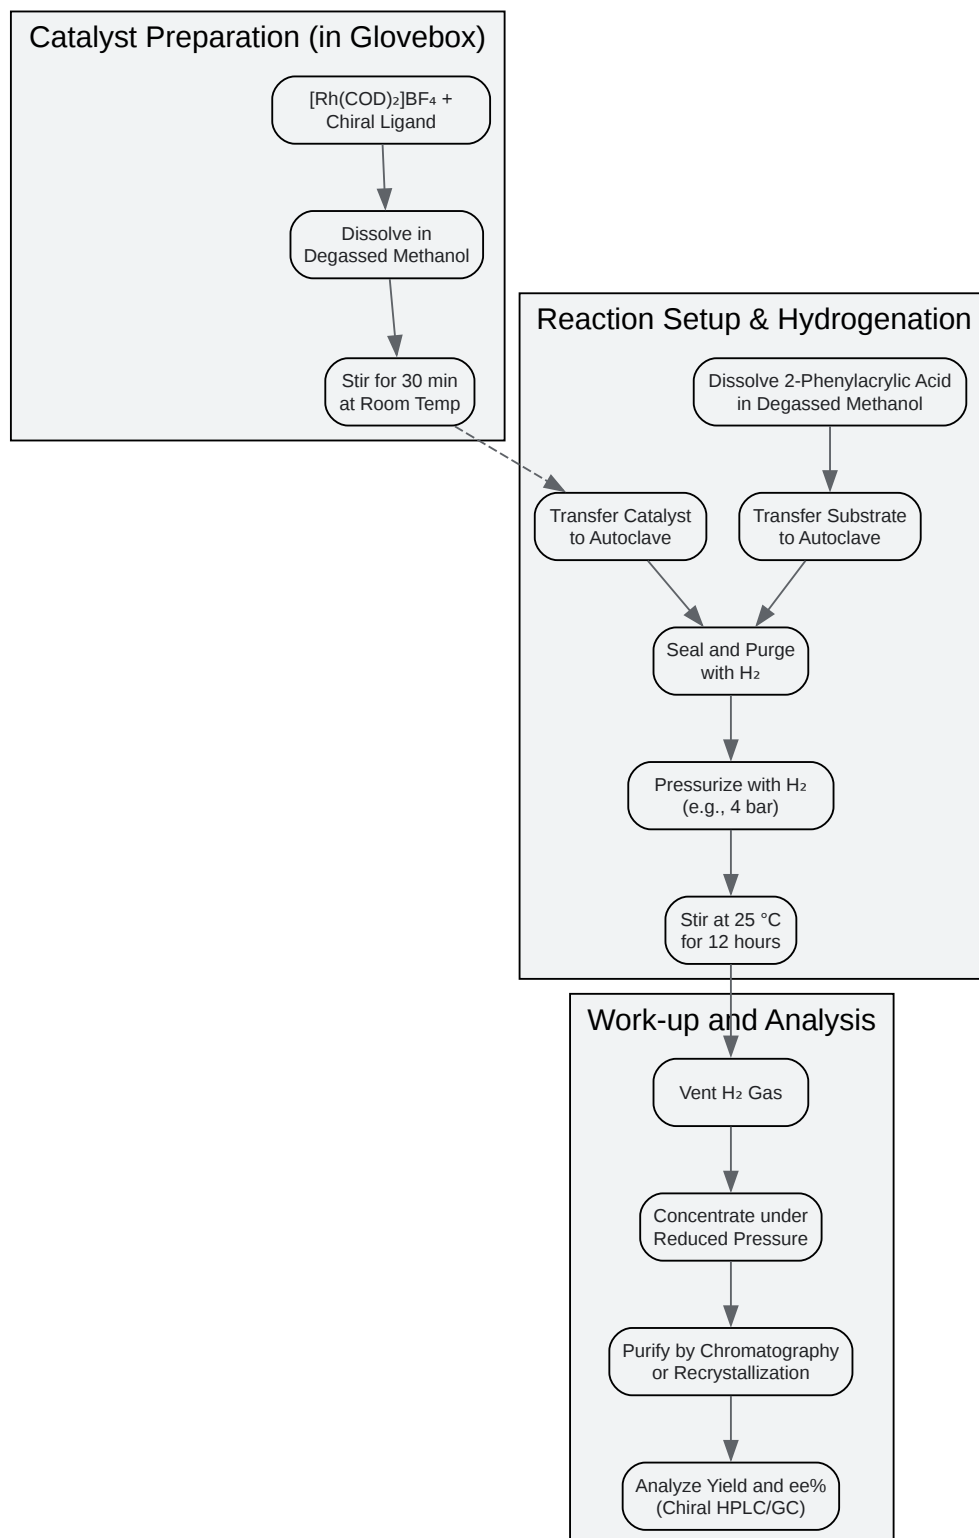 Catalyst Preparation (in Glovebox)
[Rh(COD)₂]BF₄ +
Chiral Ligand
Dissolve in
Degassed Methanol
Stir for 30 min
at Room Temp
Reaction Setup & Hydrogenation
Dissolve 2-Phenylacrylic Acid
in Degassed Methanol
Transfer Catalyst
to Autoclave
Transfer Substrate
to Autoclave
Seal and Purge
with H₂
Pressurize with H₂
(e.g., 4 bar)
Stir at 25 °C
for 12 hours
Work-up and Analysis
Vent H₂ Gas
Concentrate under
Reduced Pressure
Purify by Chromatography
or Recrystallization
Analyze Yield and ee%
(Chiral HPLC/GC)